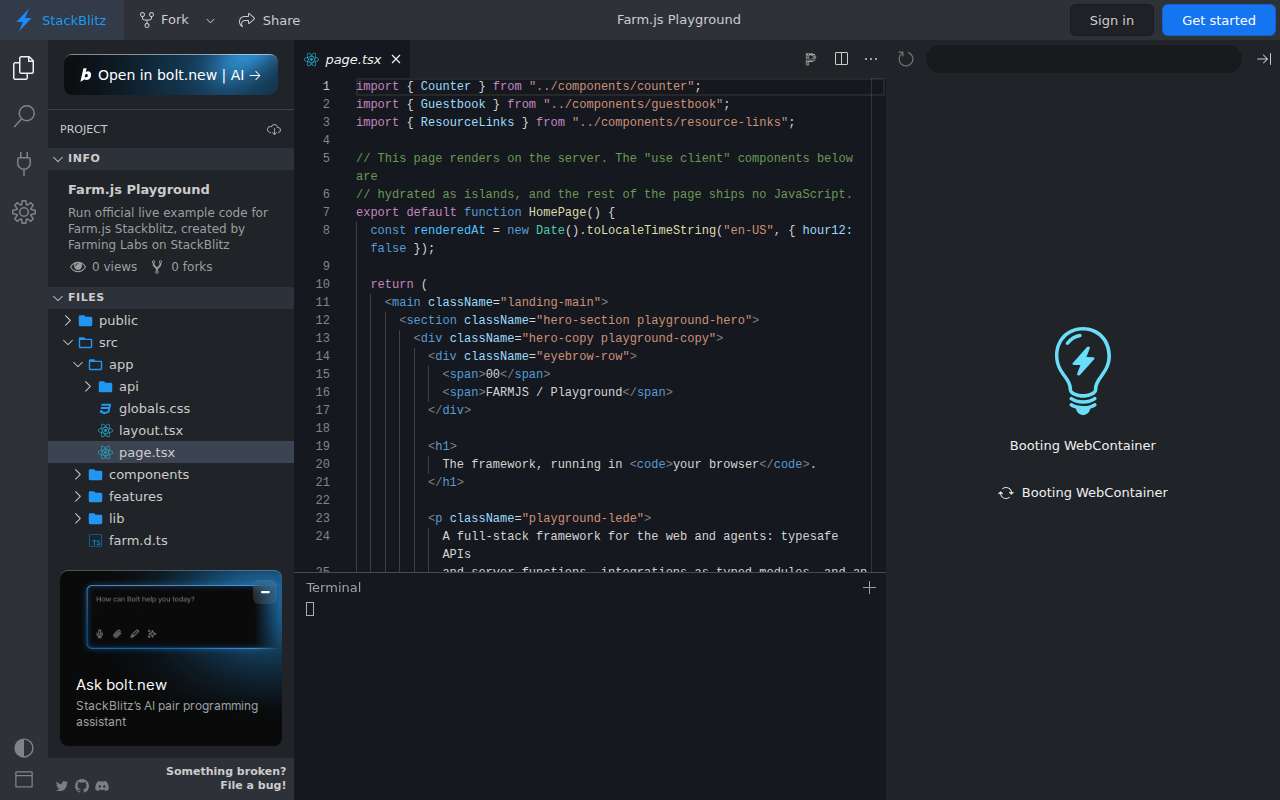 StackBlitz
Fork
Share
Farm.js Playground
Sign in
Get started
Open in bolt.new | AI →
PROJECT
INFO
Farm.js Playground
Run official live example code for
Farm.js Stackblitz, created by
Farming Labs on StackBlitz
0 views
0 forks
FILES
public
src
app
api
globals.css
layout.tsx
page.tsx
components
features
lib
farm.d.ts
How can Bolt help you today?
Ask bolt.new
StackBlitz's AI pair programming
assistant
Something broken?
File a bug!
page.tsx
1 import { Counter } from "../components/counter";
2 import { Guestbook } from "../components/guestbook";
3 import { ResourceLinks } from "../components/resource-links";
4
5 // This page renders on the server. The "use client" components below
are
6 // hydrated as islands, and the rest of the page ships no JavaScript.
7 export default function HomePage() {
8 const renderedAt = new Date().toLocaleTimeString("en-US", { hour12:
false });
9
10 return (
11 <main className="landing-main">
12 <section className="hero-section playground-hero">
13 <div className="hero-copy playground-copy">
14 <div className="eyebrow-row">
15 <span>00</span>
16 <span>FARMJS / Playground</span>
17 </div>
18
19 <h1>
20 The framework, running in <code>your browser</code>.
21 </h1>
22
23 <p className="playground-lede">
24 A full-stack framework for the web and agents: typesafe
APIs
25 and server functions, integrations as typed modules, and an
Terminal
Booting WebContainer
Booting WebContainer